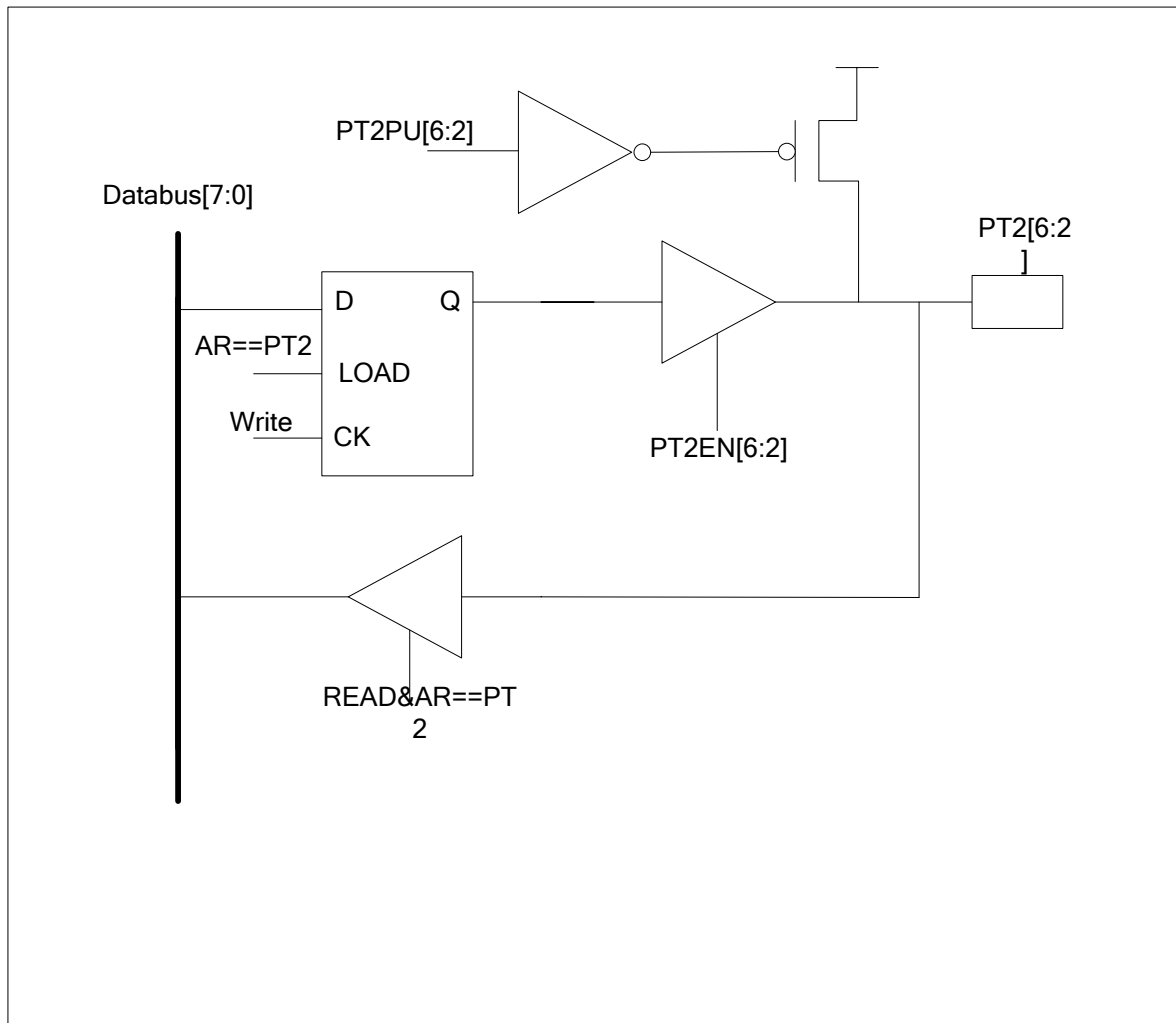 PT2PU[6:2]
Databus[7:0]
PT2[6:2
]
D
Q
AR==PT2
LOAD
Write
CK
PT2EN[6:2]
READ&AR==PT
2